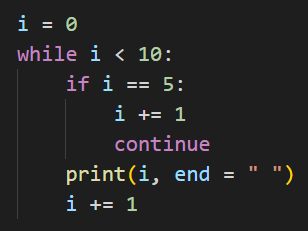 i = 0
while i < 10:
    if i == 5:
        i += 1
        continue
    print(i, end = " ")
    i += 1